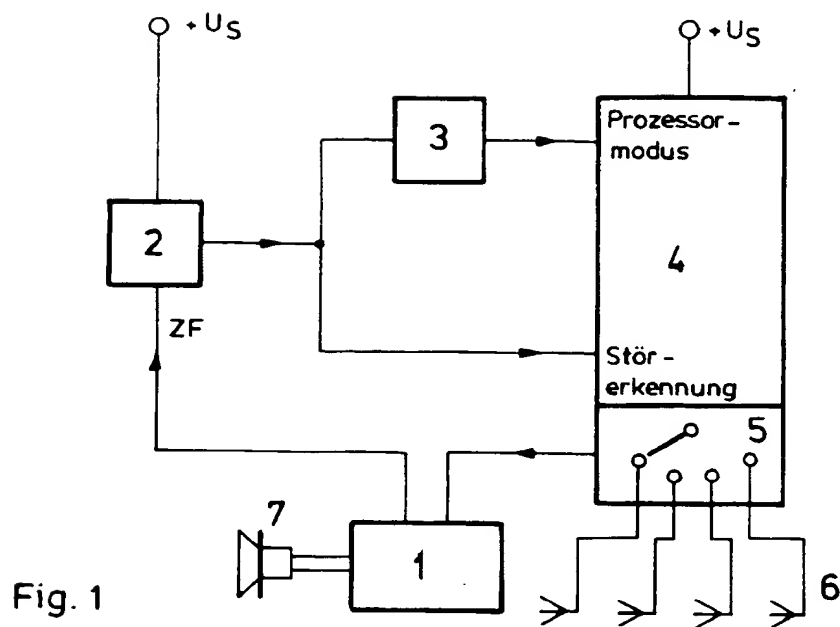 + U_S
+ U_S
Prozessor-
modus
3
2
4
ZF
Stör-
erkennung
5
7
1
6
Fig. 1